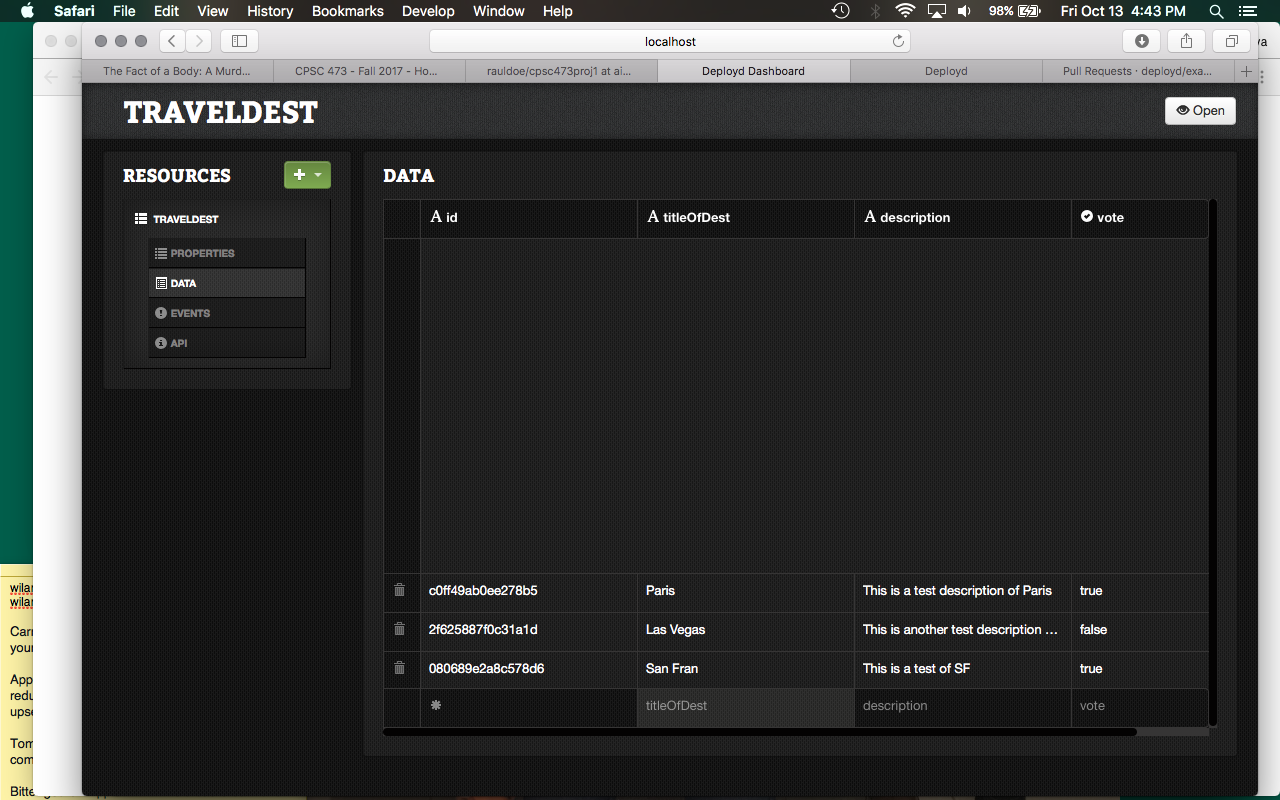 Safari File Edit View History Bookmarks Develop Window Help 98% Fri Oct 13 4:43 PM
localhost
The Fact of a Body: A Murd... CPSC 473 - Fall 2017 - Ho... rauldoe/cpsc473proj1 at ai... Deployd Dashboard Deployd Pull Requests · deployd/exa...
TRAVELDEST
Open
RESOURCES
TRAVELDEST
PROPERTIES
DATA
EVENTS
API
DATA
id titleOfDest description vote
c0ff49ab0ee278b5 Paris This is a test description of Paris true
2f625887f0c31a1d Las Vegas This is another test description ... false
080689e2a8c578d6 San Fran This is a test of SF true
titleOfDest description vote
wilar
wilar
Carr
your
App
redu
upse
Tom
com